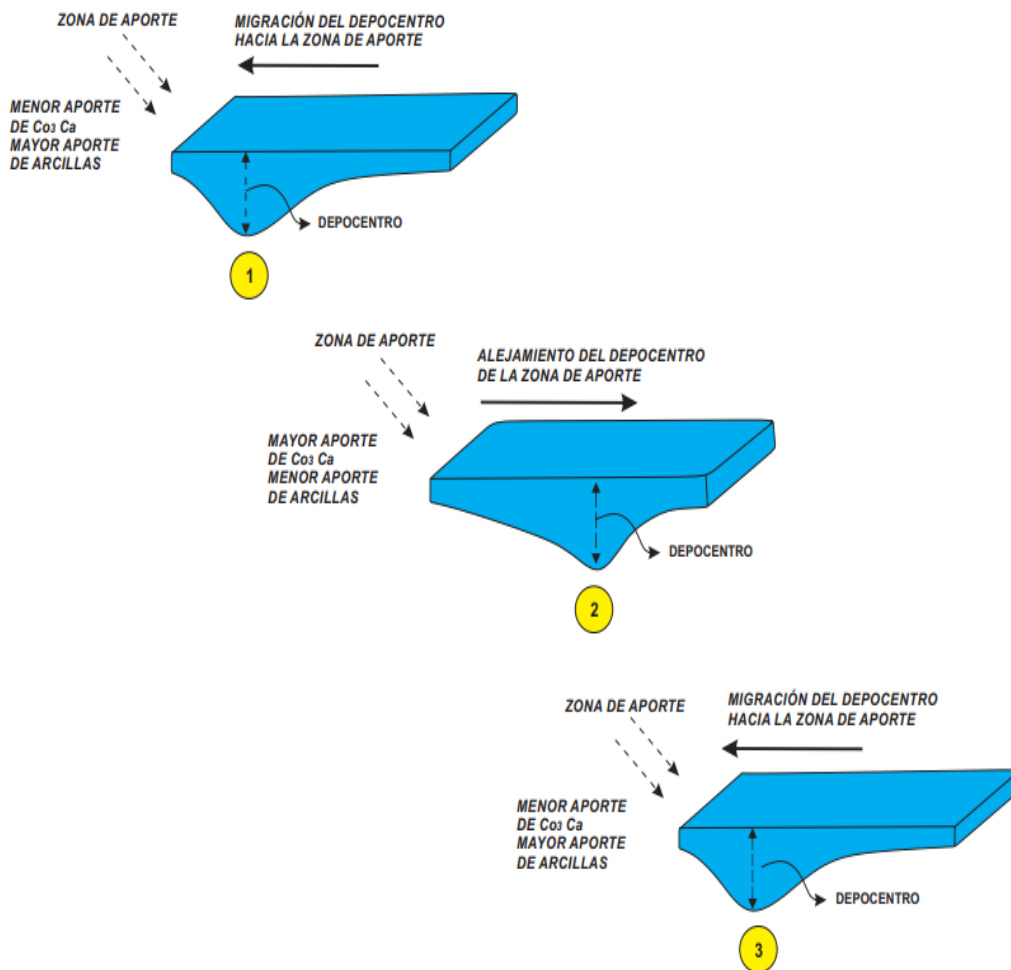 ZONA DE APORTE
MIGRACIÓN DEL DEPOCENTRO
HACIA LA ZONA DE APORTE
MENOR APORTE
DE Co3 Ca
MAYOR APORTE
DE ARCILLAS
DEPOCENTRO
1
ZONA DE APORTE
ALEJAMIENTO DEL DEPOCENTRO
DE LA ZONA DE APORTE
MAYOR APORTE
DE Co3 Ca
MENOR APORTE
DE ARCILLAS
DEPOCENTRO
2
ZONA DE APORTE
MIGRACIÓN DEL DEPOCENTRO
HACIA LA ZONA DE APORTE
MENOR APORTE
DE Co3 Ca
MAYOR APORTE
DE ARCILLAS
DEPOCENTRO
3